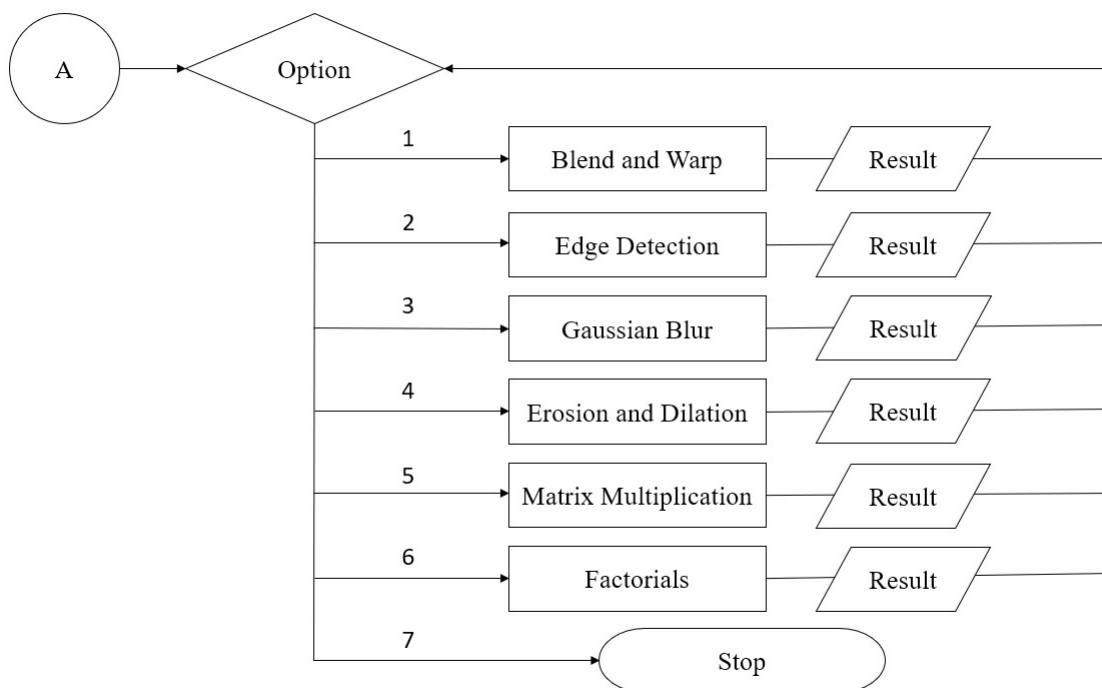 A
Option
1
Blend and Warp
Result
2
Edge Detection
Result
3
Gaussian Blur
Result
4
Erosion and Dilation
Result
5
Matrix Multiplication
Result
6
Factorials
Result
7
Stop